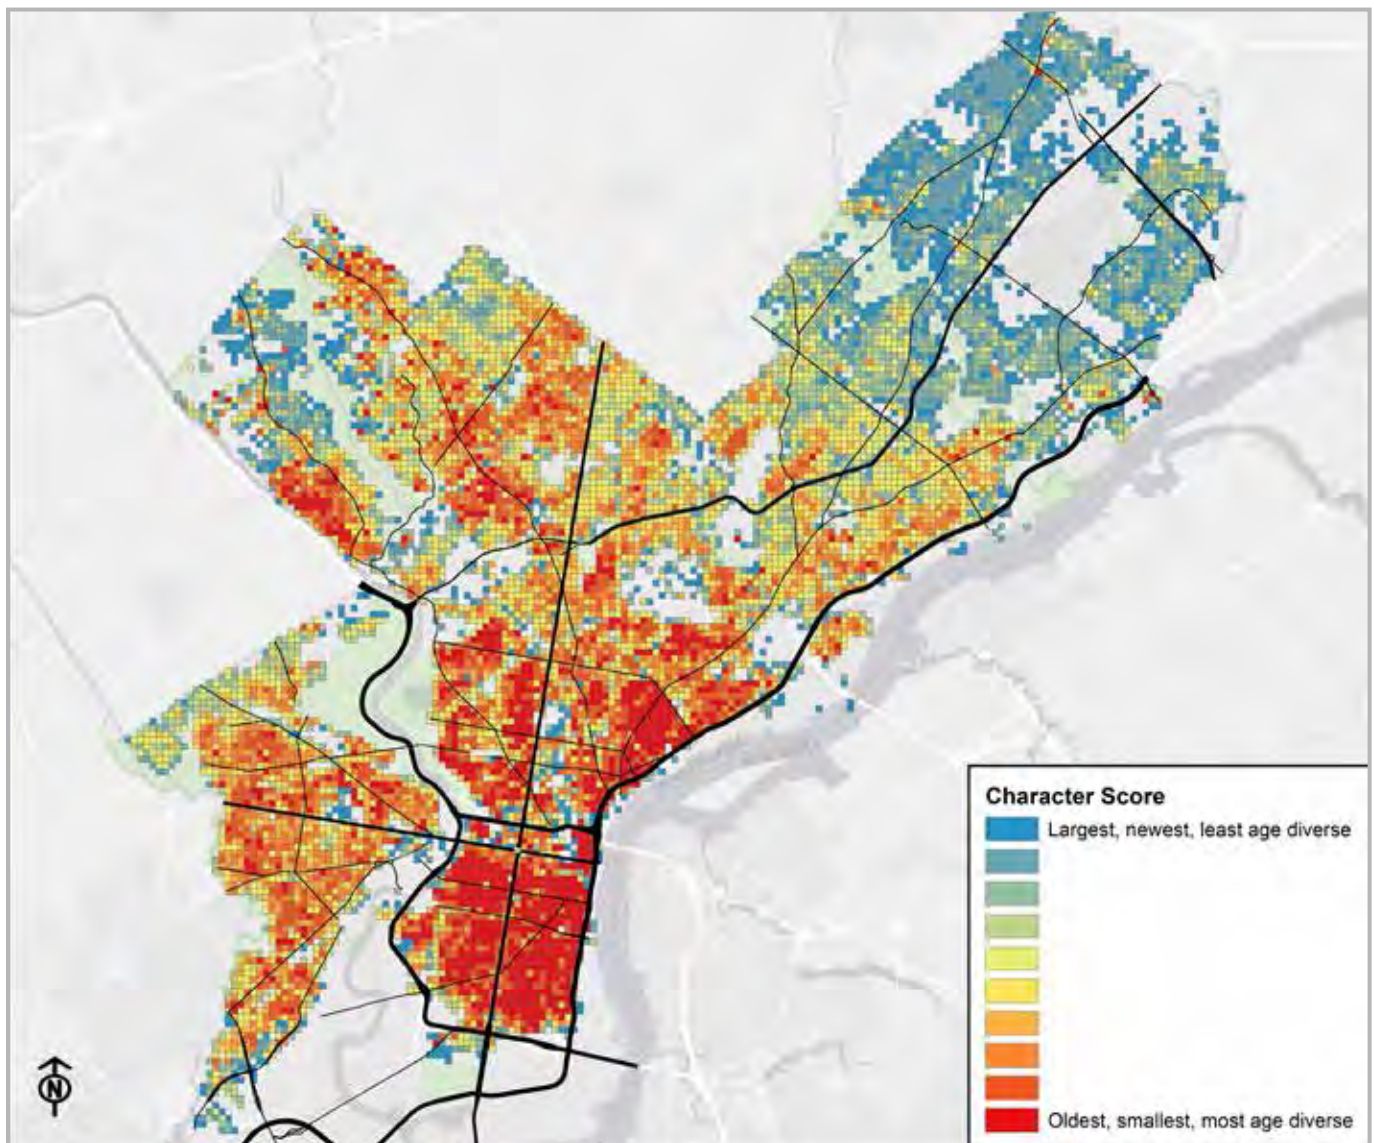 Character Score
Largest, newest, least age diverse
Oldest, smallest, most age diverse
N